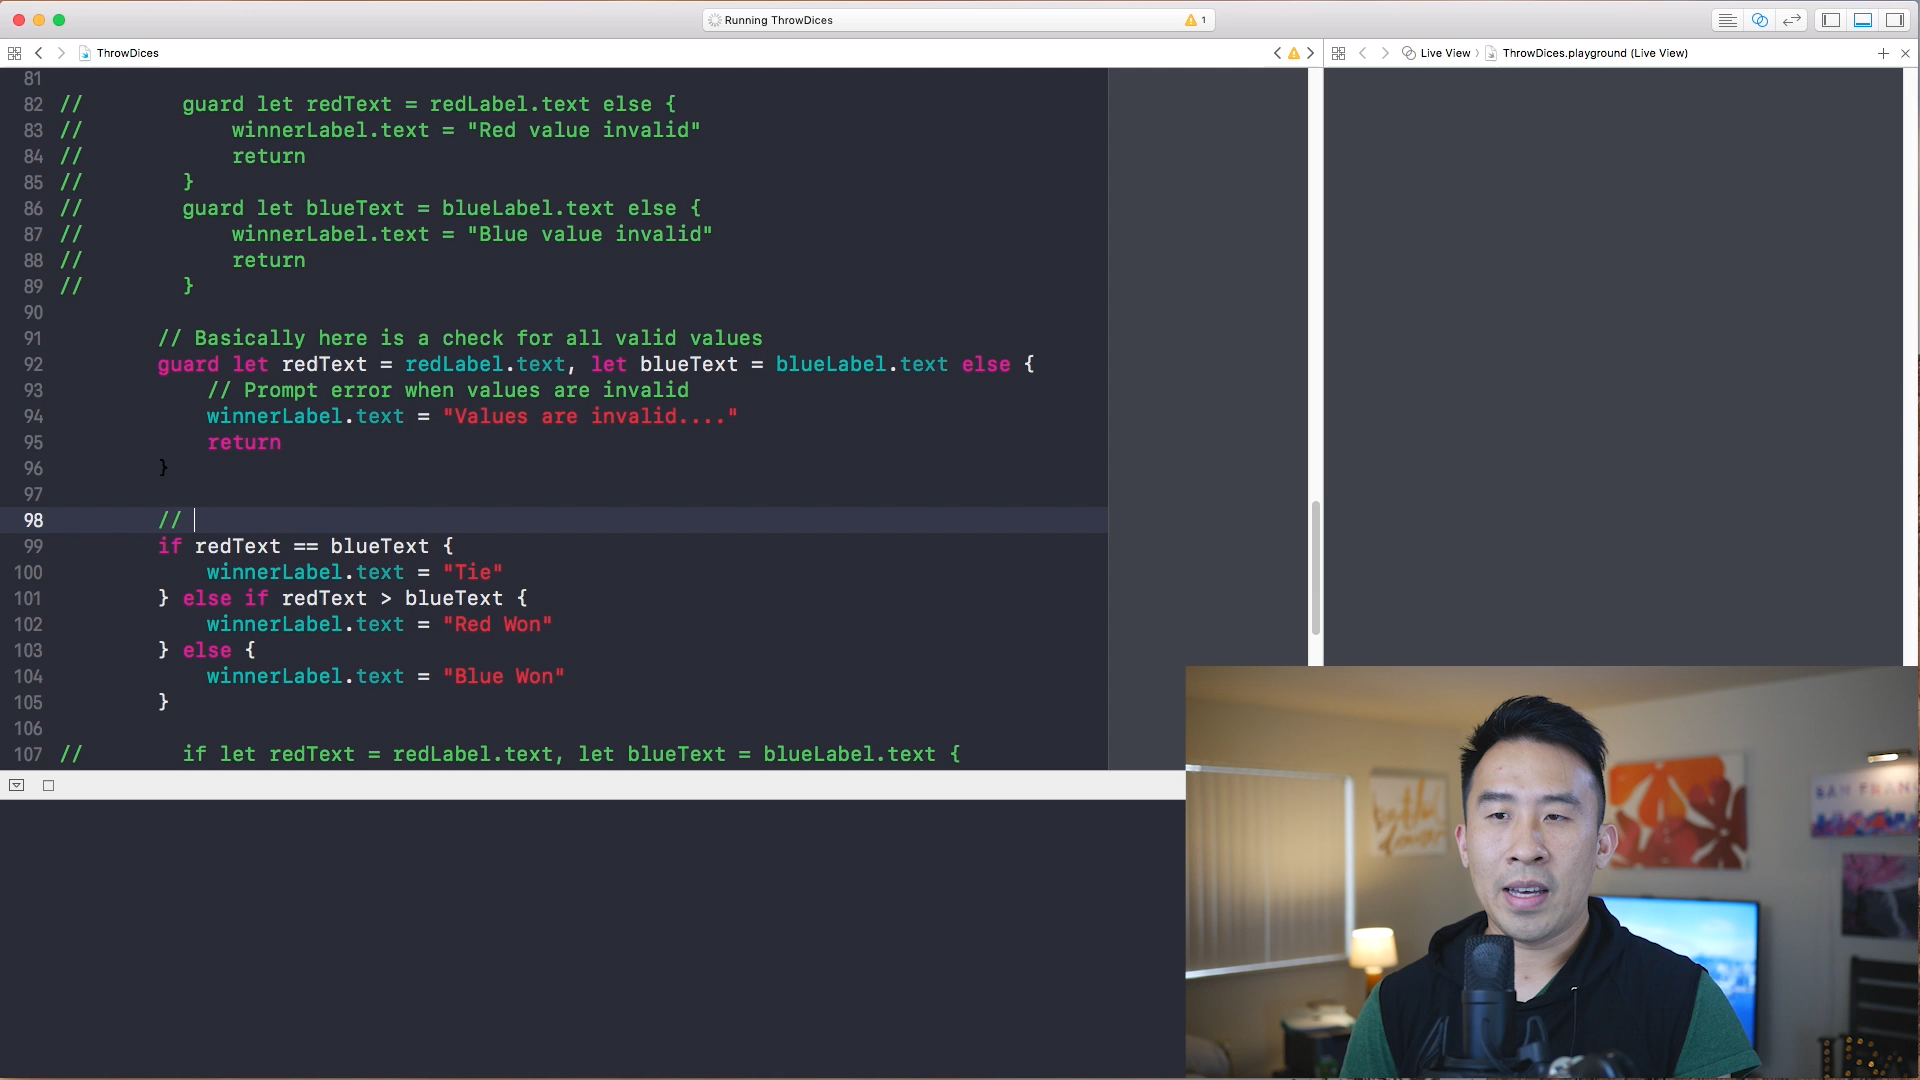 Running ThrowDices
1
ThrowDices
Live View
ThrowDices.playground (Live View)
81
82 // guard let redText = redLabel.text else {
83 // winnerLabel.text = "Red value invalid"
84 // return
85 // }
86 // guard let blueText = blueLabel.text else {
87 // winnerLabel.text = "Blue value invalid"
88 // return
89 // }
90
91 // Basically here is a check for all valid values
92 guard let redText = redLabel.text, let blueText = blueLabel.text else {
93 // Prompt error when values are invalid
94 winnerLabel.text = "Values are invalid...."
95 return
96 }
97
98 //
99 if redText == blueText {
100 winnerLabel.text = "Tie"
101 } else if redText > blueText {
102 winnerLabel.text = "Red Won"
103 } else {
104 winnerLabel.text = "Blue Won"
105 }
106
107 // if let redText = redLabel.text, let blueText = blueLabel.text {
SAN FRANC